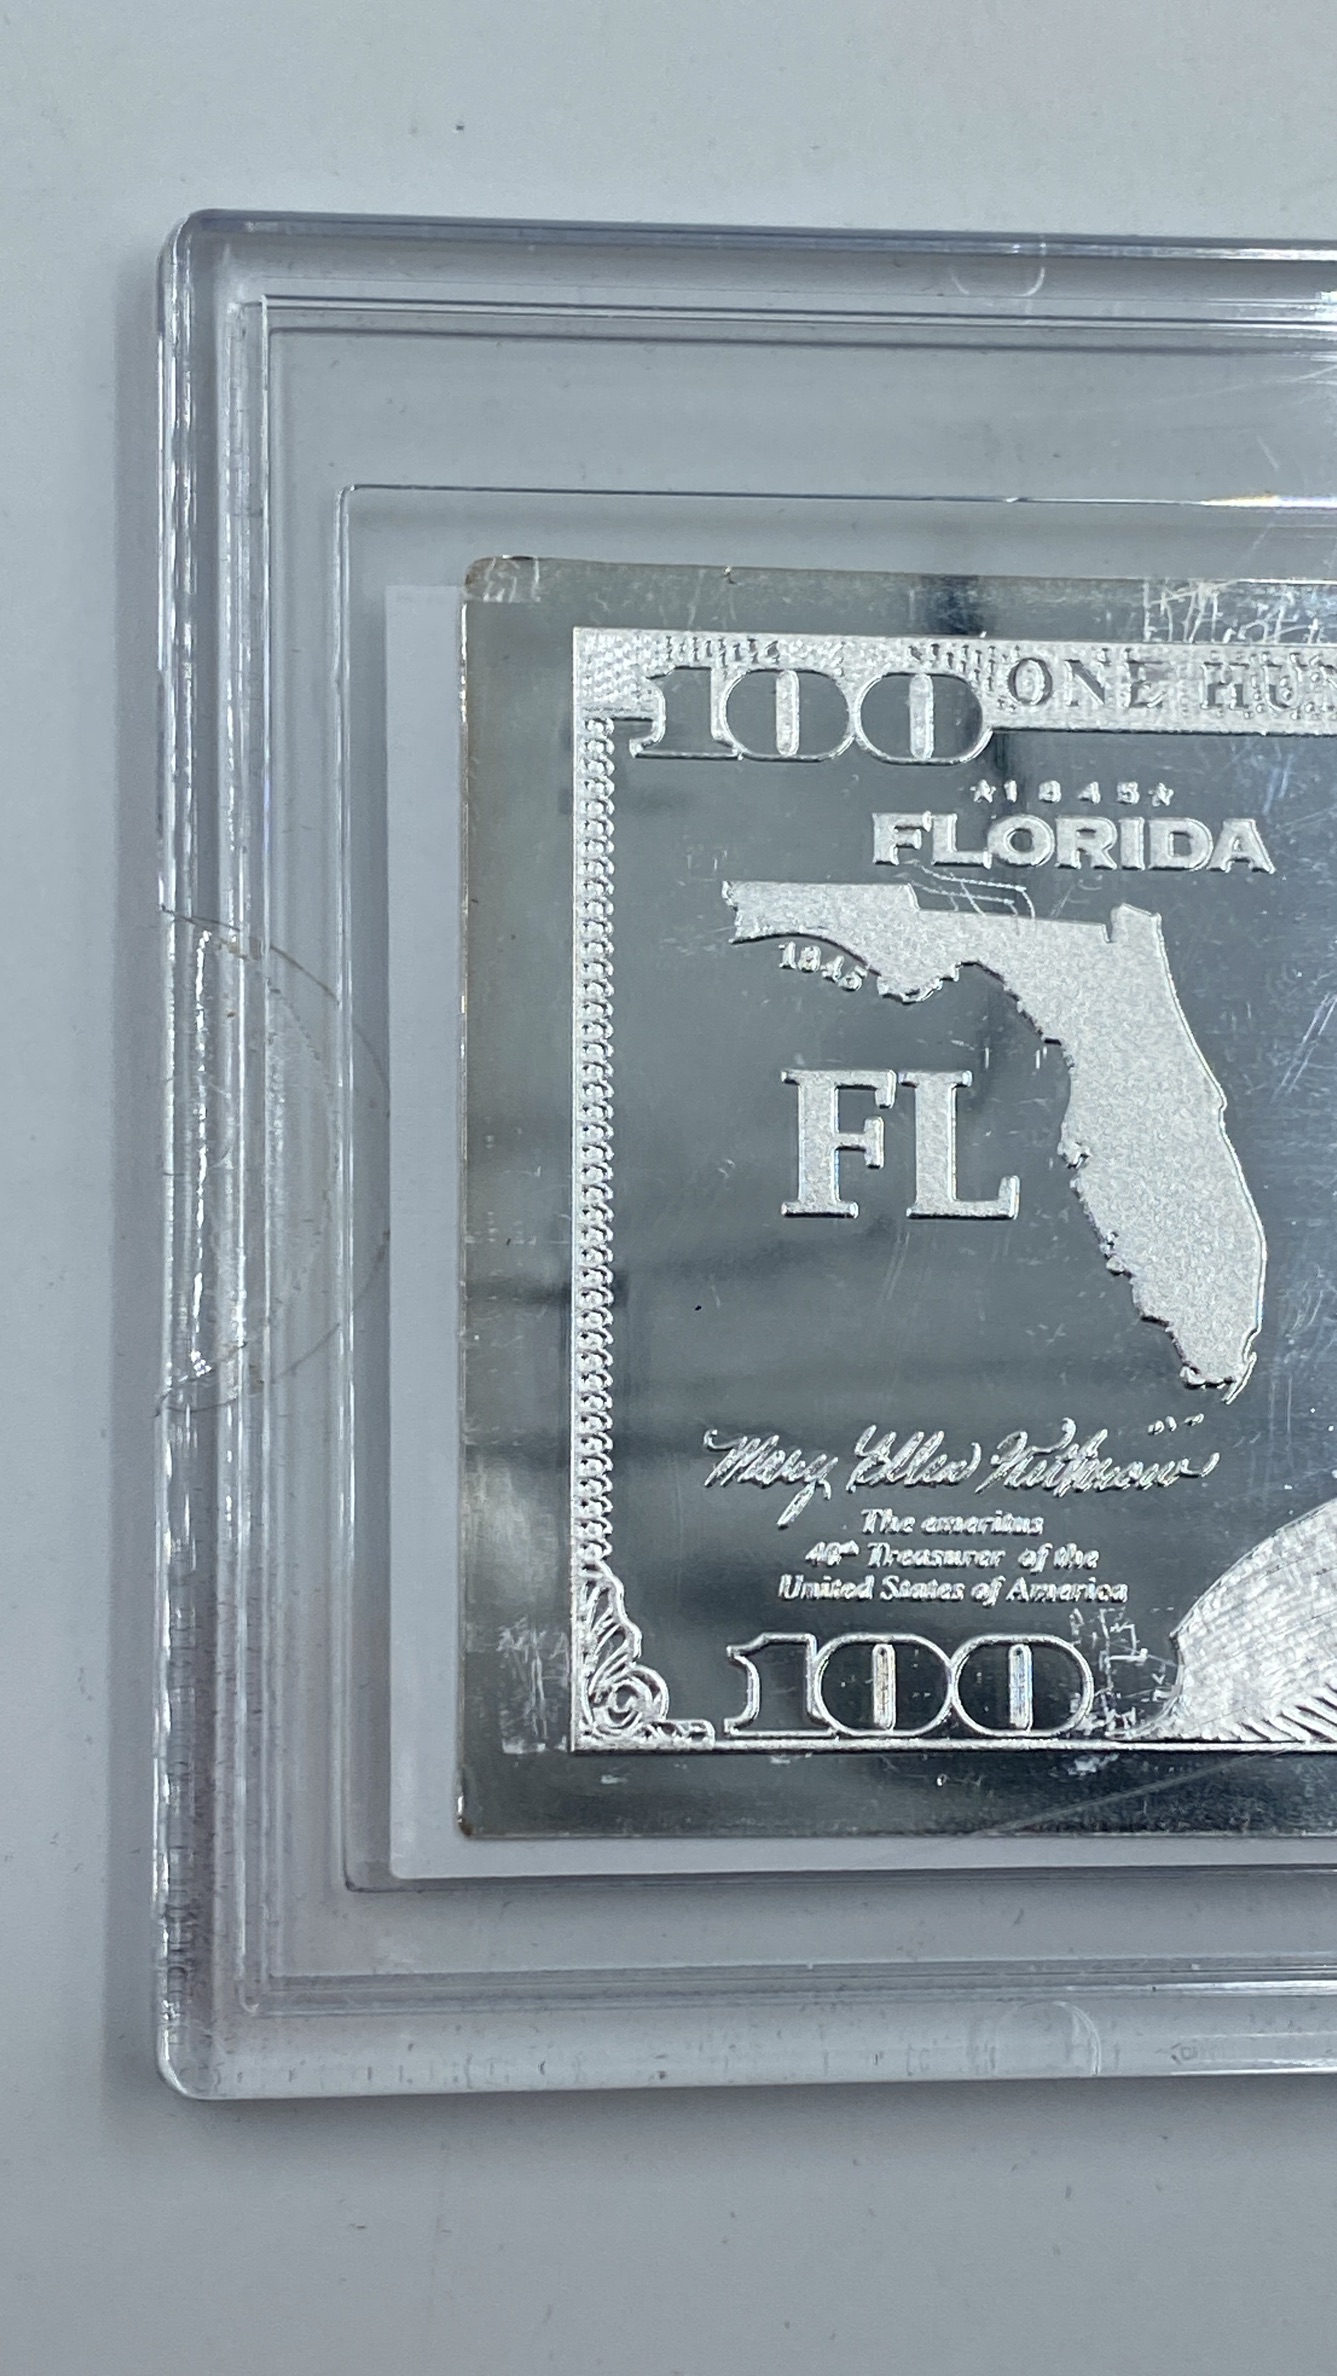 100 ONE HU
★1845★
FLORIDA
1845
FL
Mary Ellen Withrow
The emeritus
40th Treasurer of the
United States of America
100